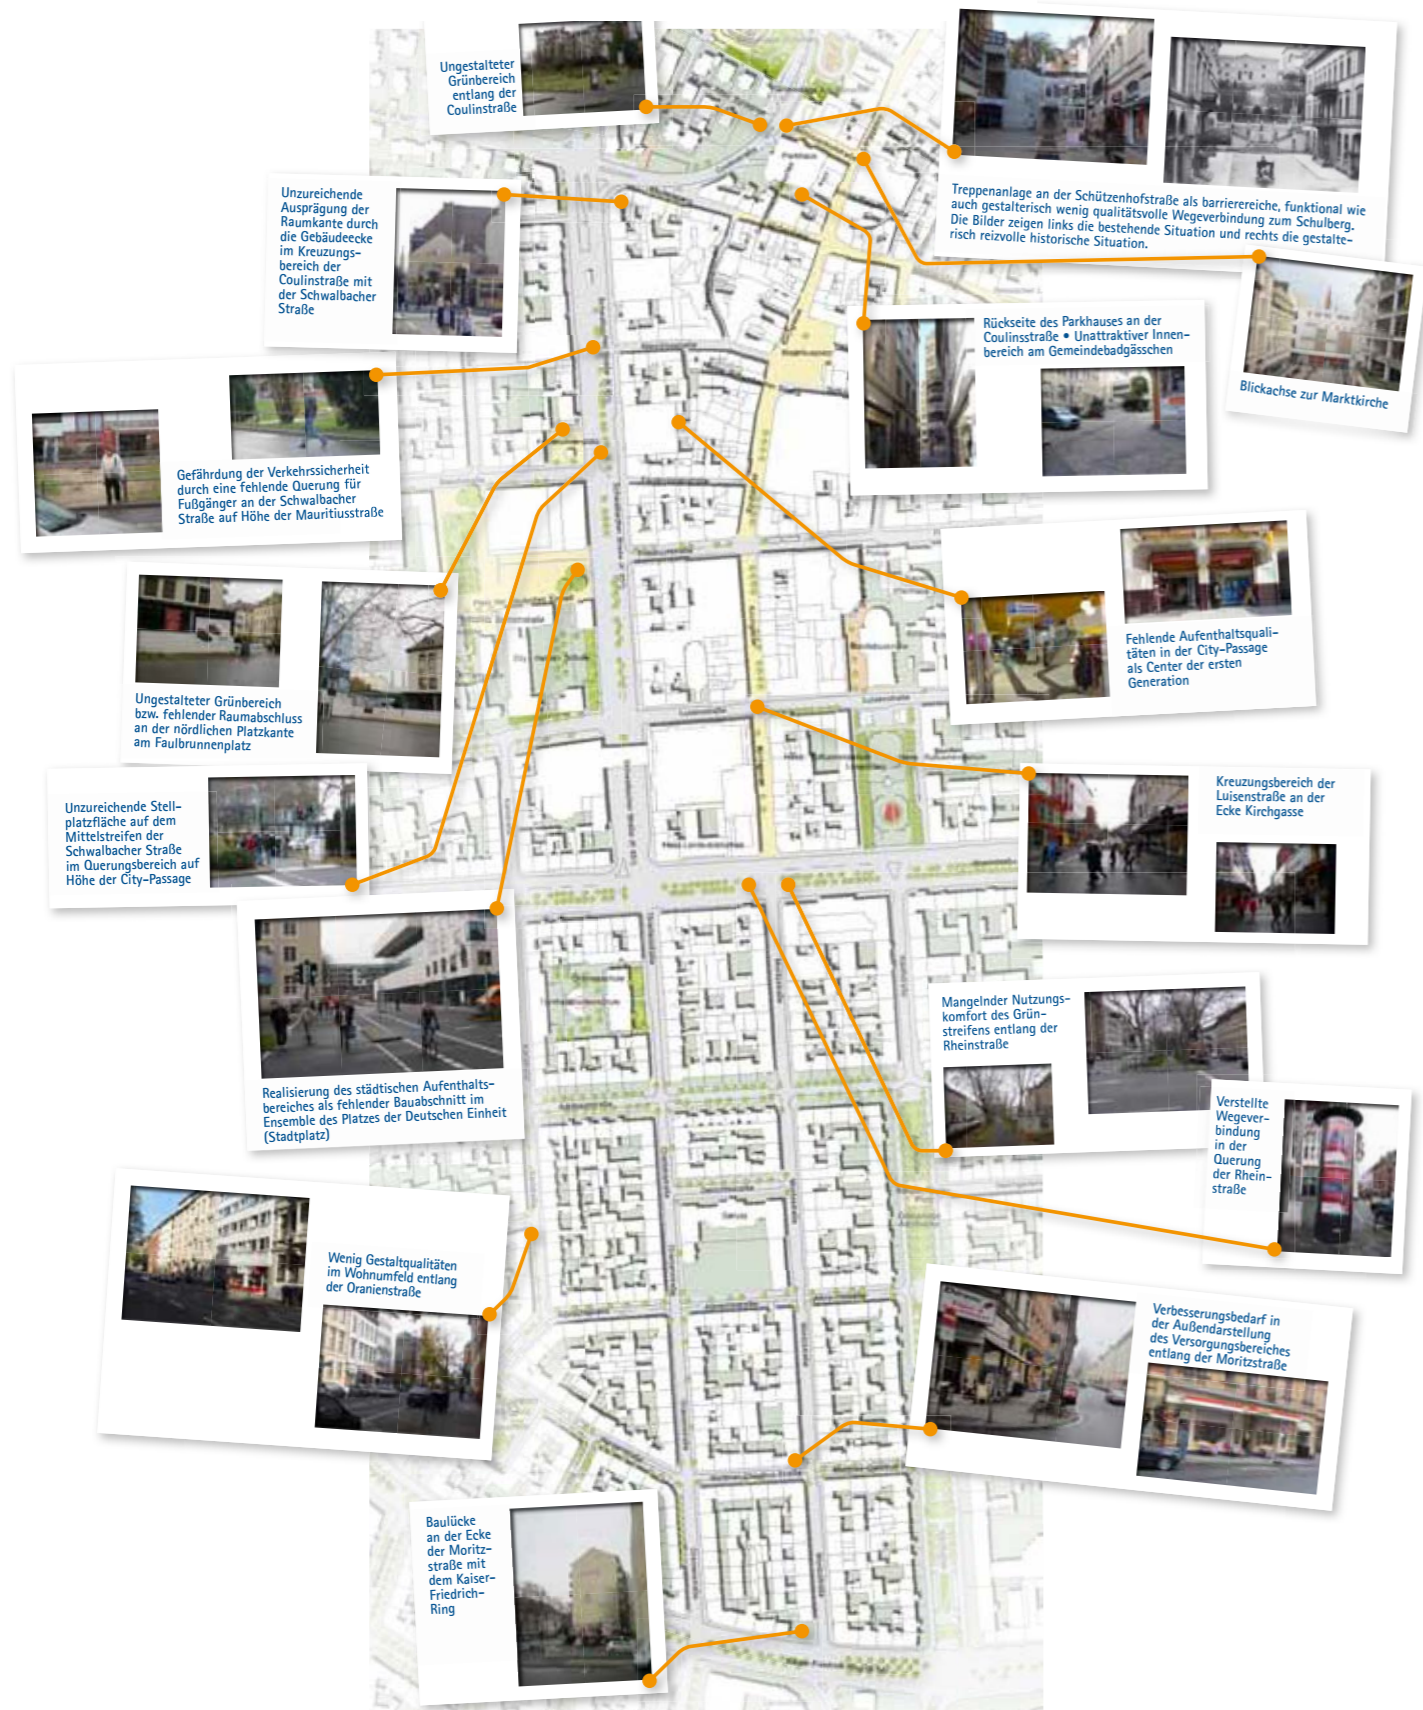 Ungestalteter
Grünbereich
entlang der
Coulinstraße
Treppenanlage an der Schützenhofstraße als barrierereiche, funktional wie
auch gestalterisch wenig qualitätsvolle Wegeverbindung zum Schulberg.
Die Bilder zeigen links die bestehende Situation und rechts die gestalte-
risch reizvolle historische Situation.
Unzureichende
Ausprägung der
Raumkante durch
die Gebäudeecke
im Kreuzungs-
bereich der
Coulinstraße mit
der Schwalbacher
Straße
Parkhaus
Blickachse zur Marktkirche
Rückseite des Parkhauses an der
Coulinsstraße • Unattraktiver Innen-
bereich am Gemeindebadgässchen
Gefährdung der Verkehrssicherheit
durch eine fehlende Querung für
Fußgänger an der Schwalbacher
Straße auf Höhe der Mauritiusstraße
Fehlende Aufenthaltsquali-
täten in der City-Passage
als Center der ersten
Generation
Ungestalteter Grünbereich
bzw. fehlender Raumabschluss
an der nördlichen Platzkante
am Faulbrunnenplatz
Kreuzungsbereich der
Luisenstraße an der
Ecke Kirchgasse
Unzureichende Stell-
platzfläche auf dem
Mittelstreifen der
Schwalbacher Straße
im Querungsbereich auf
Höhe der City-Passage
Realisierung des städtischen Aufenthalts-
bereiches als fehlender Bauabschnitt im
Ensemble des Platzes der Deutschen Einheit
(Stadtplatz)
Mangelnder Nutzungs-
komfort des Grün-
streifens entlang der
Rheinstraße
Verstellte
Wegever-
bindung
in der
Querung
der Rhein-
straße
Wenig Gestaltqualitäten
im Wohnumfeld entlang
der Oranienstraße
Verbesserungsbedarf in
der Außendarstellung
des Versorgungsbereiches
entlang der Moritzstraße
Baulücke
an der Ecke
der Moritz-
straße mit
dem Kaiser-
Friedrich-
Ring